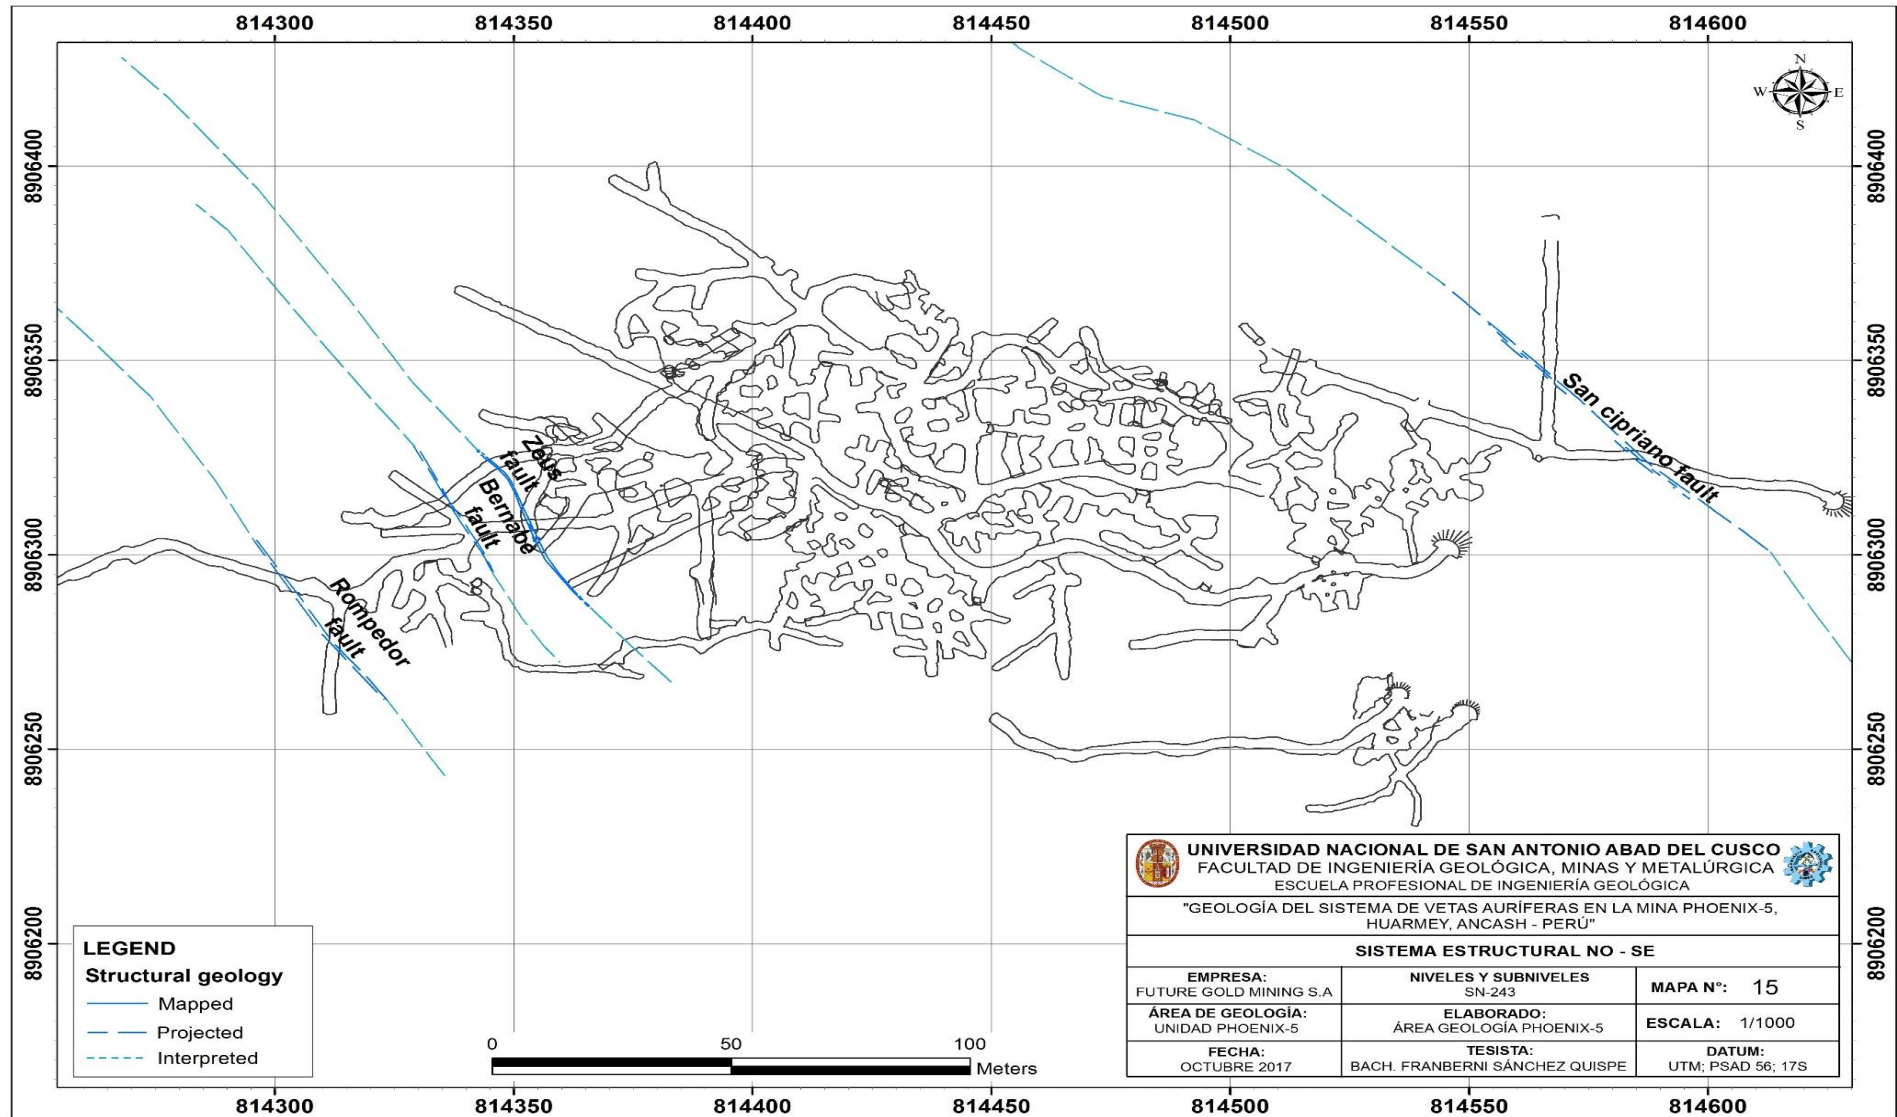 814300 814350 814400 814450 814500 814550 814600
N
W E
S
8906400 8906400
8906350 8906350
8906300 8906300
8906250 8906250
8906200 8906200
San cipriano fault
Zeus
fault
Bernabe
fault
Rompedor
fault
LEGEND
Structural geology
Mapped
Projected
Interpreted
0 50 100
Meters
UNIVERSIDAD NACIONAL DE SAN ANTONIO ABAD DEL CUSCO
FACULTAD DE INGENIERÍA GEOLÓGICA, MINAS Y METALÚRGICA
ESCUELA PROFESIONAL DE INGENIERÍA GEOLÓGICA
"GEOLOGÍA DEL SISTEMA DE VETAS AURÍFERAS EN LA MINA PHOENIX-5,
HUARMEY, ANCASH - PERÚ"
SISTEMA ESTRUCTURAL NO - SE
EMPRESA:
FUTURE GOLD MINING S.A
NIVELES Y SUBNIVELES
SN-243
MAPA N°: 15
ÁREA DE GEOLOGÍA:
UNIDAD PHOENIX-5
ELABORADO:
ÁREA GEOLOGÍA PHOENIX-5
ESCALA: 1/1000
FECHA:
OCTUBRE 2017
TESISTA:
BACH. FRANBERNI SÁNCHEZ QUISPE
DATUM:
UTM; PSAD 56; 17S
814300 814350 814400 814450 814500 814550 814600